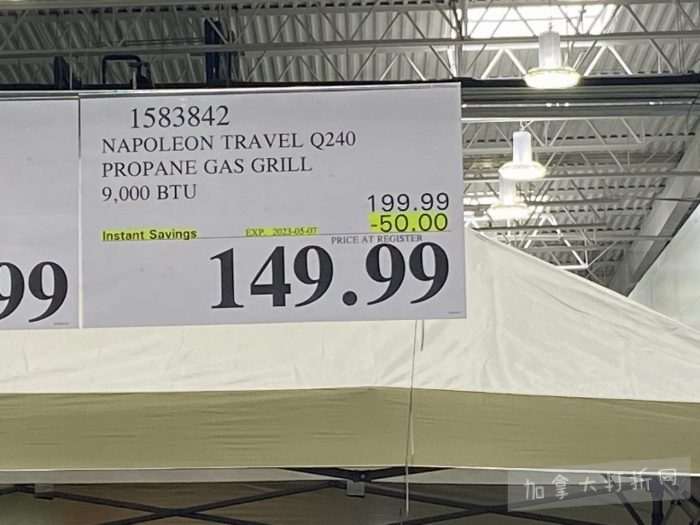 1583842
NAPOLEON TRAVEL Q240
PROPANE GAS GRILL
9,000 BTU
199.99
Instant Savings EXP. 2023-05-07 -50.00
PRICE AT REGISTER
149.99
99
加拿大打折网